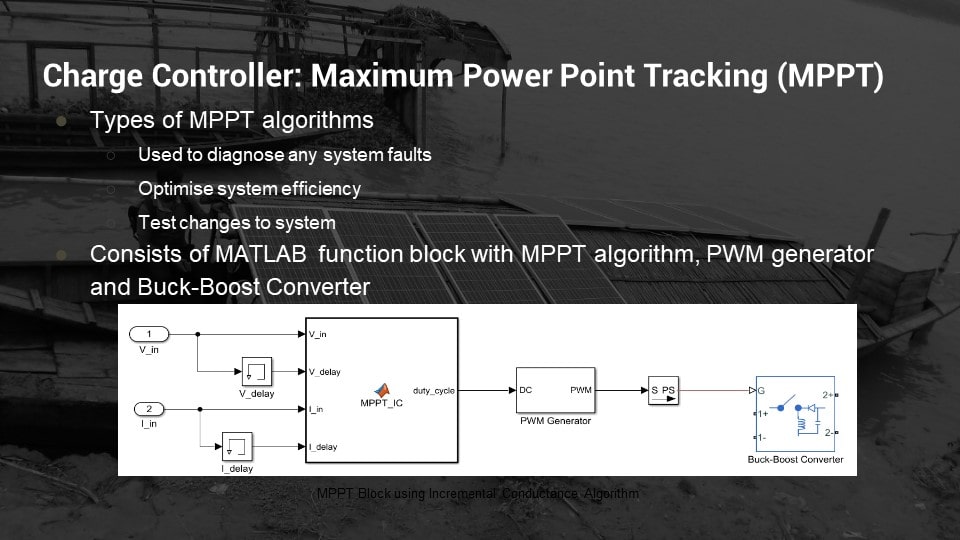 Charge Controller: Maximum Power Point Tracking (MPPT)
Types of MPPT algorithms
Used to diagnose any system faults
Optimise system efficiency
Test changes to system
Consists of MATLAB function block with MPPT algorithm, PWM generator
and Buck-Boost Converter
1
V_in
V_delay
2
I_in
I_delay
V_in
V_delay
I_in
I_delay
MPPT_IC
duty_cycle
DC
PWM
PWM Generator
S PS
G
1+
1-
2+
2-
Buck-Boost Converter
MPPT Block using Incremental Conductance Algorithm